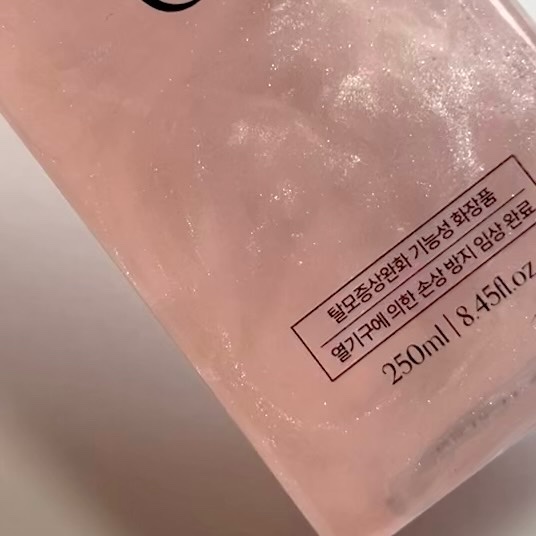 탈모증상완화 기능성 화장품
열기구에 의한 손상 방지 임상 완료
250ml | 8.45fl.oz